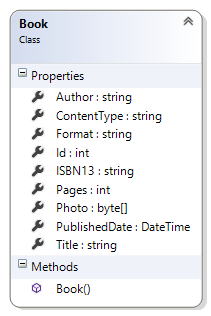 Book
Class
Properties
Author : string
ContentType : string
Format : string
Id : int
ISBN13 : string
Pages : int
Photo : byte[]
PublishedDate : DateTime
Title : string
Methods
Book()